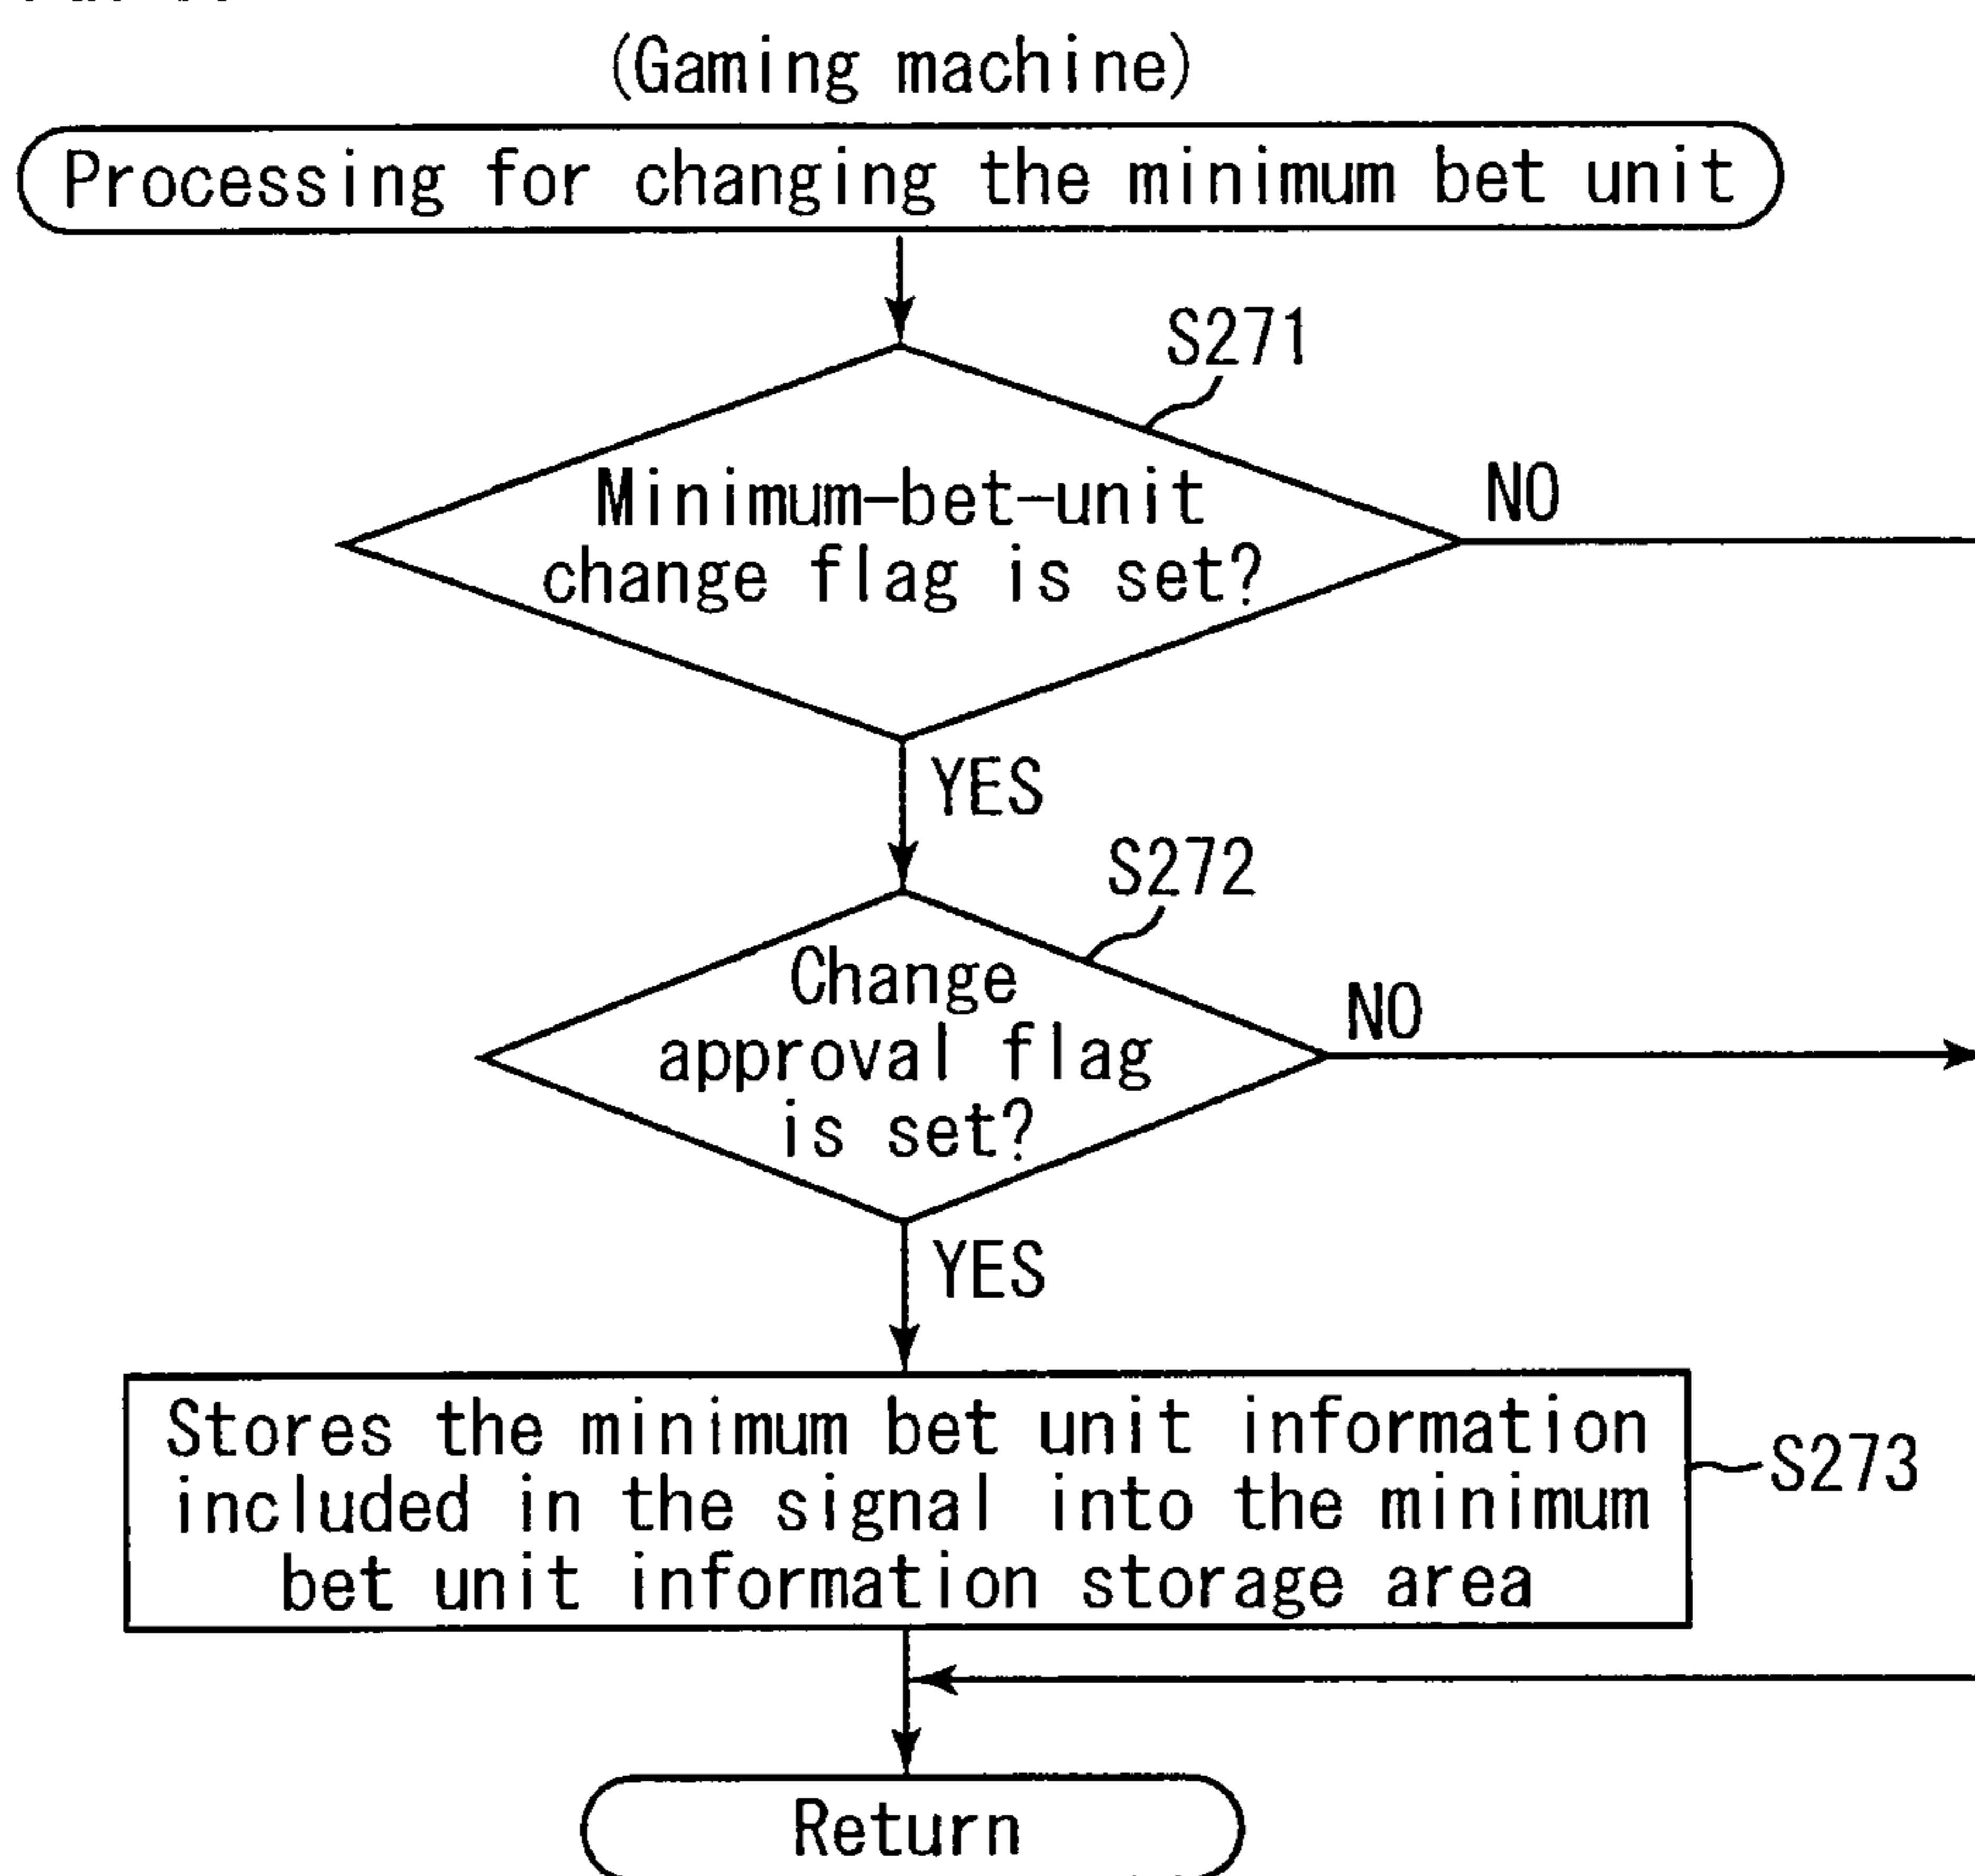 (Gaming machine)
Processing for changing the minimum bet unit
S271
Minimum-bet-unit
change flag is set?
NO
YES
S272
Change
approval flag
is set?
NO
YES
Stores the minimum bet unit information
included in the signal into the minimum
bet unit information storage area
S273
Return